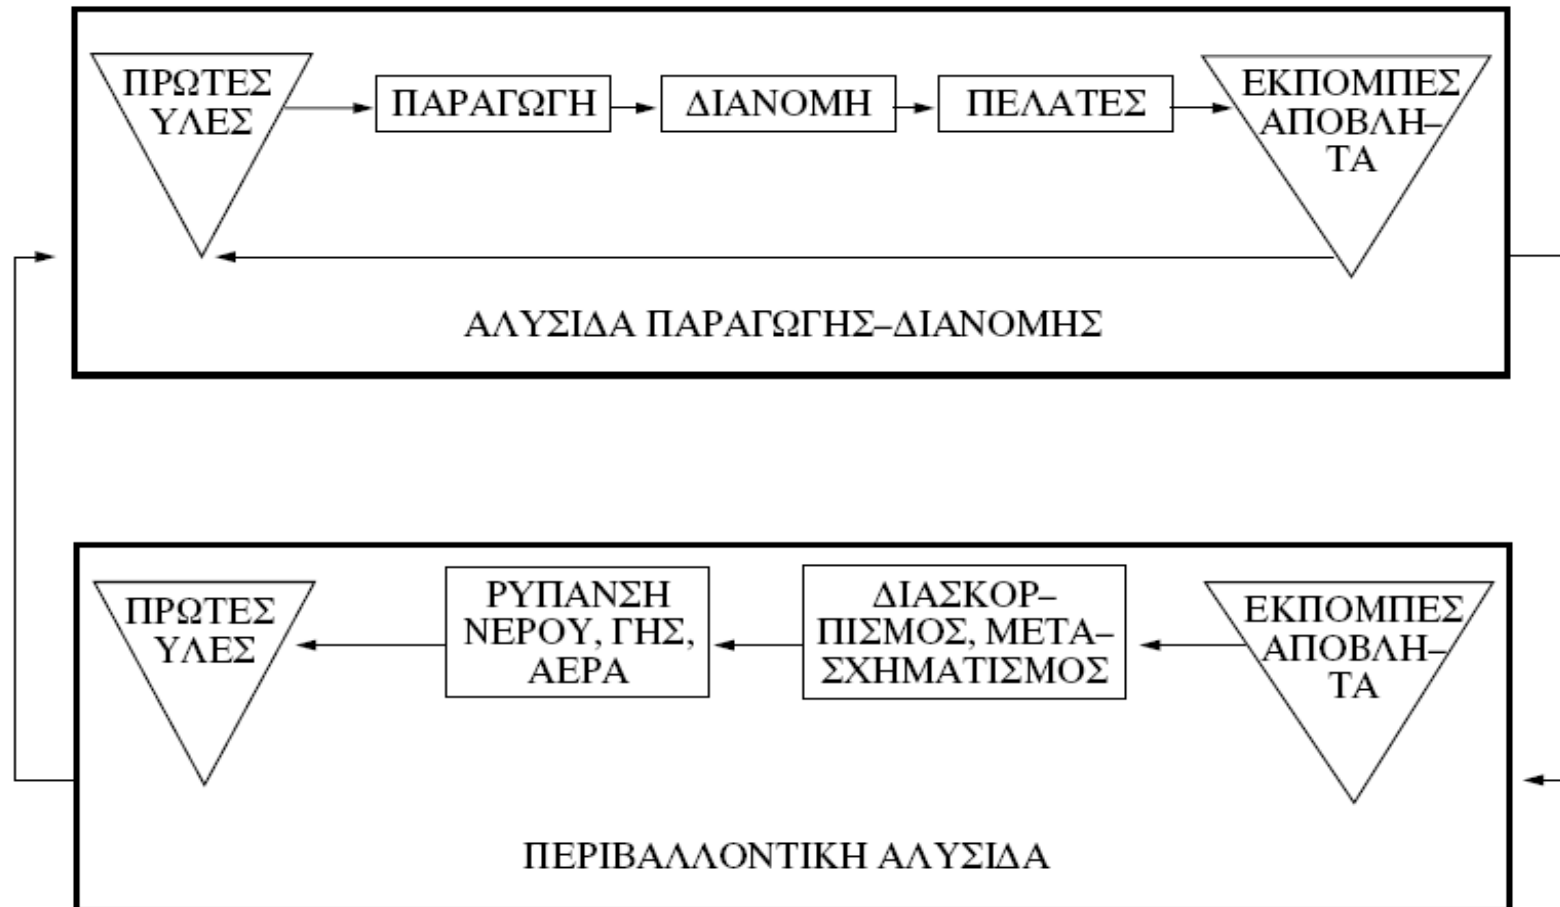 ΠΡΩΤΕΣ
ΥΛΕΣ
ΠΑΡΑΓΩΓΗ
ΔΙΑΝΟΜΗ
ΠΕΛΑΤΕΣ
ΕΚΠΟΜΠΕΣ
ΑΠΟΒΛΗ–
ΤΑ
ΑΛΥΣΙΔΑ ΠΑΡΑΓΩΓΗΣ–ΔΙΑΝΟΜΗΣ
ΠΡΩΤΕΣ
ΥΛΕΣ
ΡΥΠΑΝΣΗ
ΝΕΡΟΥ, ΓΗΣ,
ΑΕΡΑ
ΔΙΑΣΚΟΡ–
ΠΙΣΜΟΣ, ΜΕΤΑ–
ΣΧΗΜΑΤΙΣΜΟΣ
ΕΚΠΟΜΠΕΣ
ΑΠΟΒΛΗ–
ΤΑ
ΠΕΡΙΒΑΛΛΟΝΤΙΚΗ ΑΛΥΣΙΔΑ